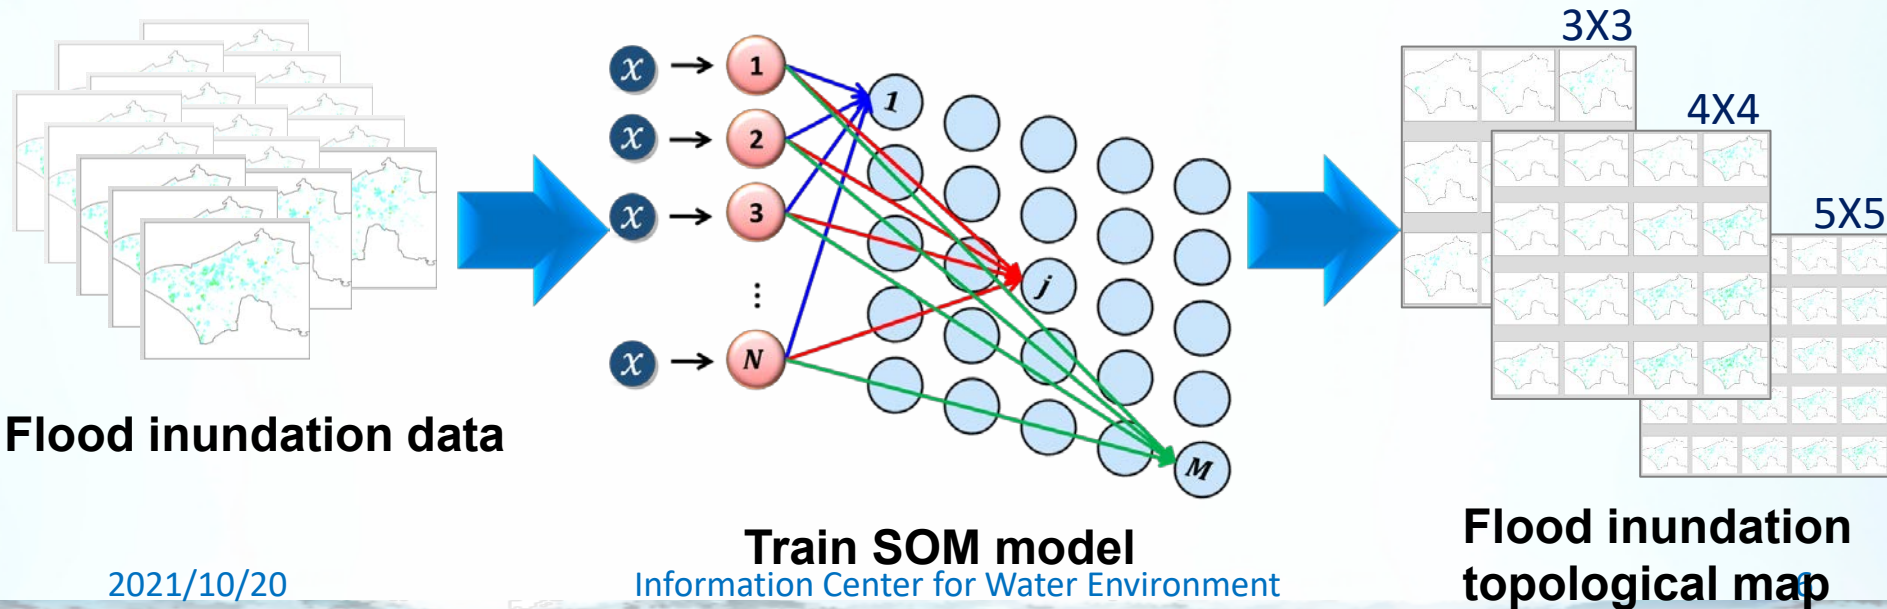 3X3
4X4
5X5
x → 1
x → 2
x → 3
⋮
x → N
1
j
M
Flood inundation data
Train SOM model
Flood inundation
topological map
2021/10/20
Information Center for Water Environment
6